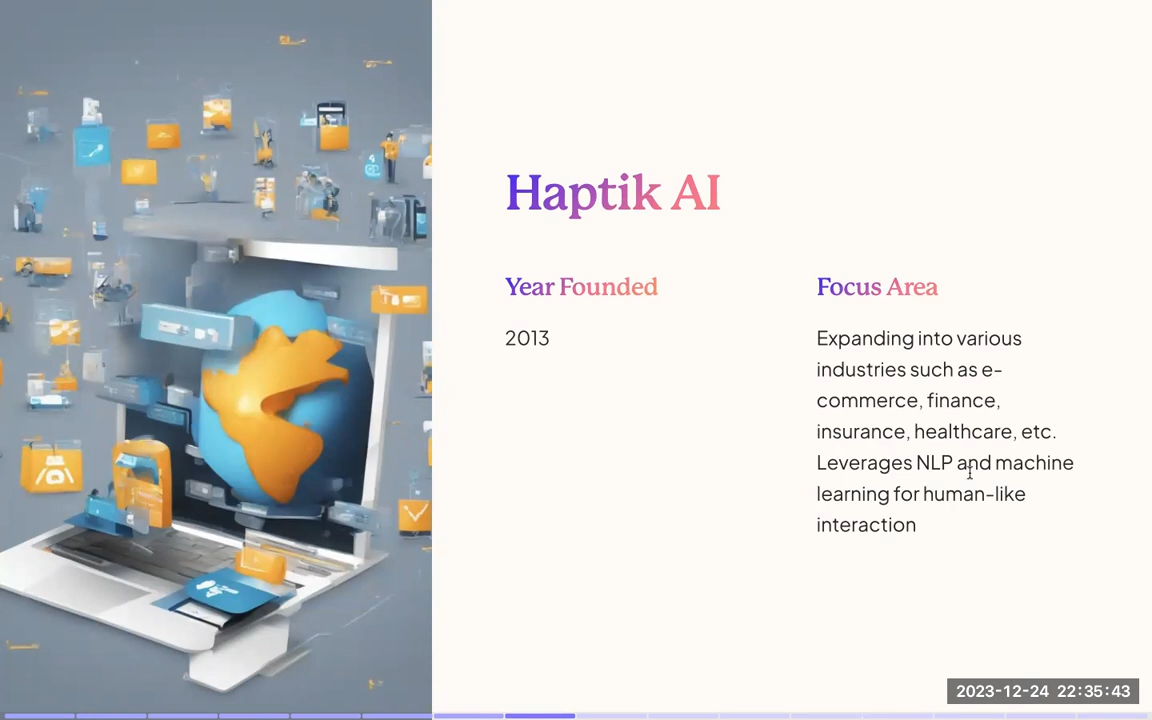 Haptik AI
Year Founded
2013
Focus Area
Expanding into various
industries such as e-
commerce, finance,
insurance, healthcare, etc.
Leverages NLP and machine
learning for human-like
interaction
2023-12-24 22:35:43